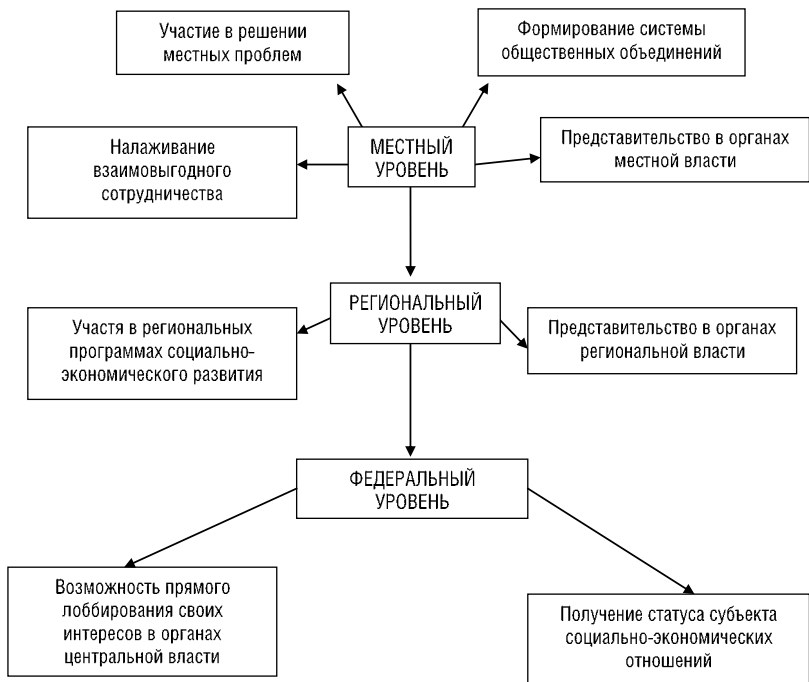 Участие в решении
местных проблем
Формирование системы
общественных объединений
Налаживание
взаимовыгодного
сотрудничества
МЕСТНЫЙ
УРОВЕНЬ
Представительство в органах
местной власти
Участя в региональных
программах социально-
экономического развития
РЕГИОНАЛЬНЫЙ
УРОВЕНЬ
Представительство в органах
региональной власти
ФЕДЕРАЛЬНЫЙ
УРОВЕНЬ
Возможность прямого
лоббирования своих
интересов в органах
центральной власти
Получение статуса субъекта
социально-экономических
отношений